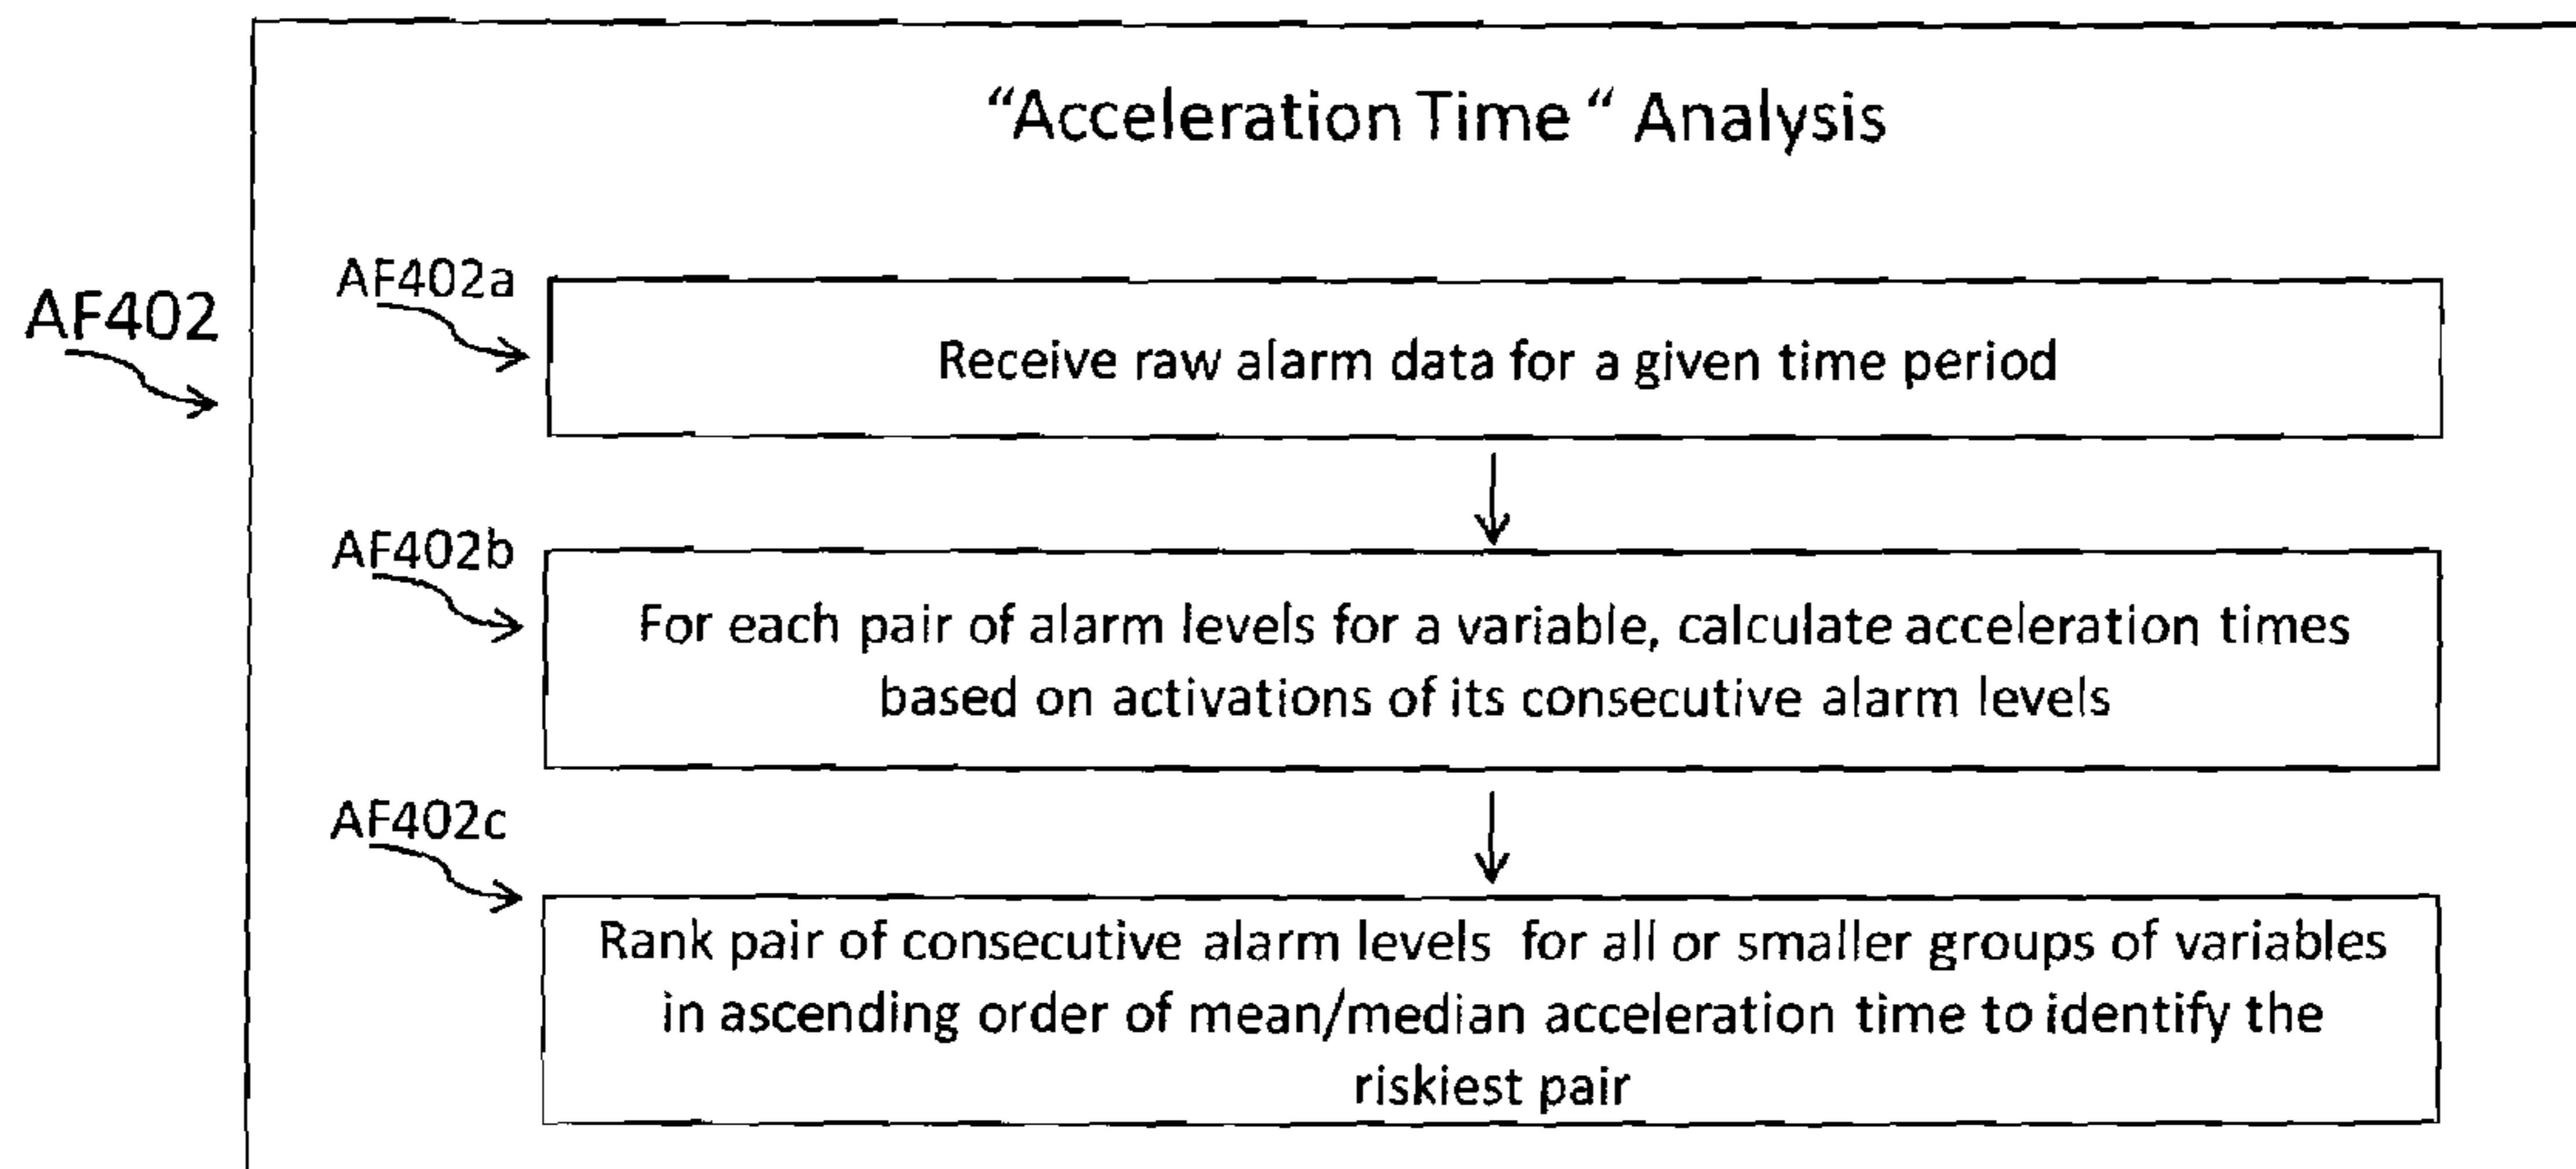 “Acceleration Time “ Analysis
AF402
AF402a
Receive raw alarm data for a given time period
AF402b
For each pair of alarm levels for a variable, calculate acceleration times
based on activations of its consecutive alarm levels
AF402c
Rank pair of consecutive alarm levels for all or smaller groups of variables
in ascending order of mean/median acceleration time to identify the
riskiest pair